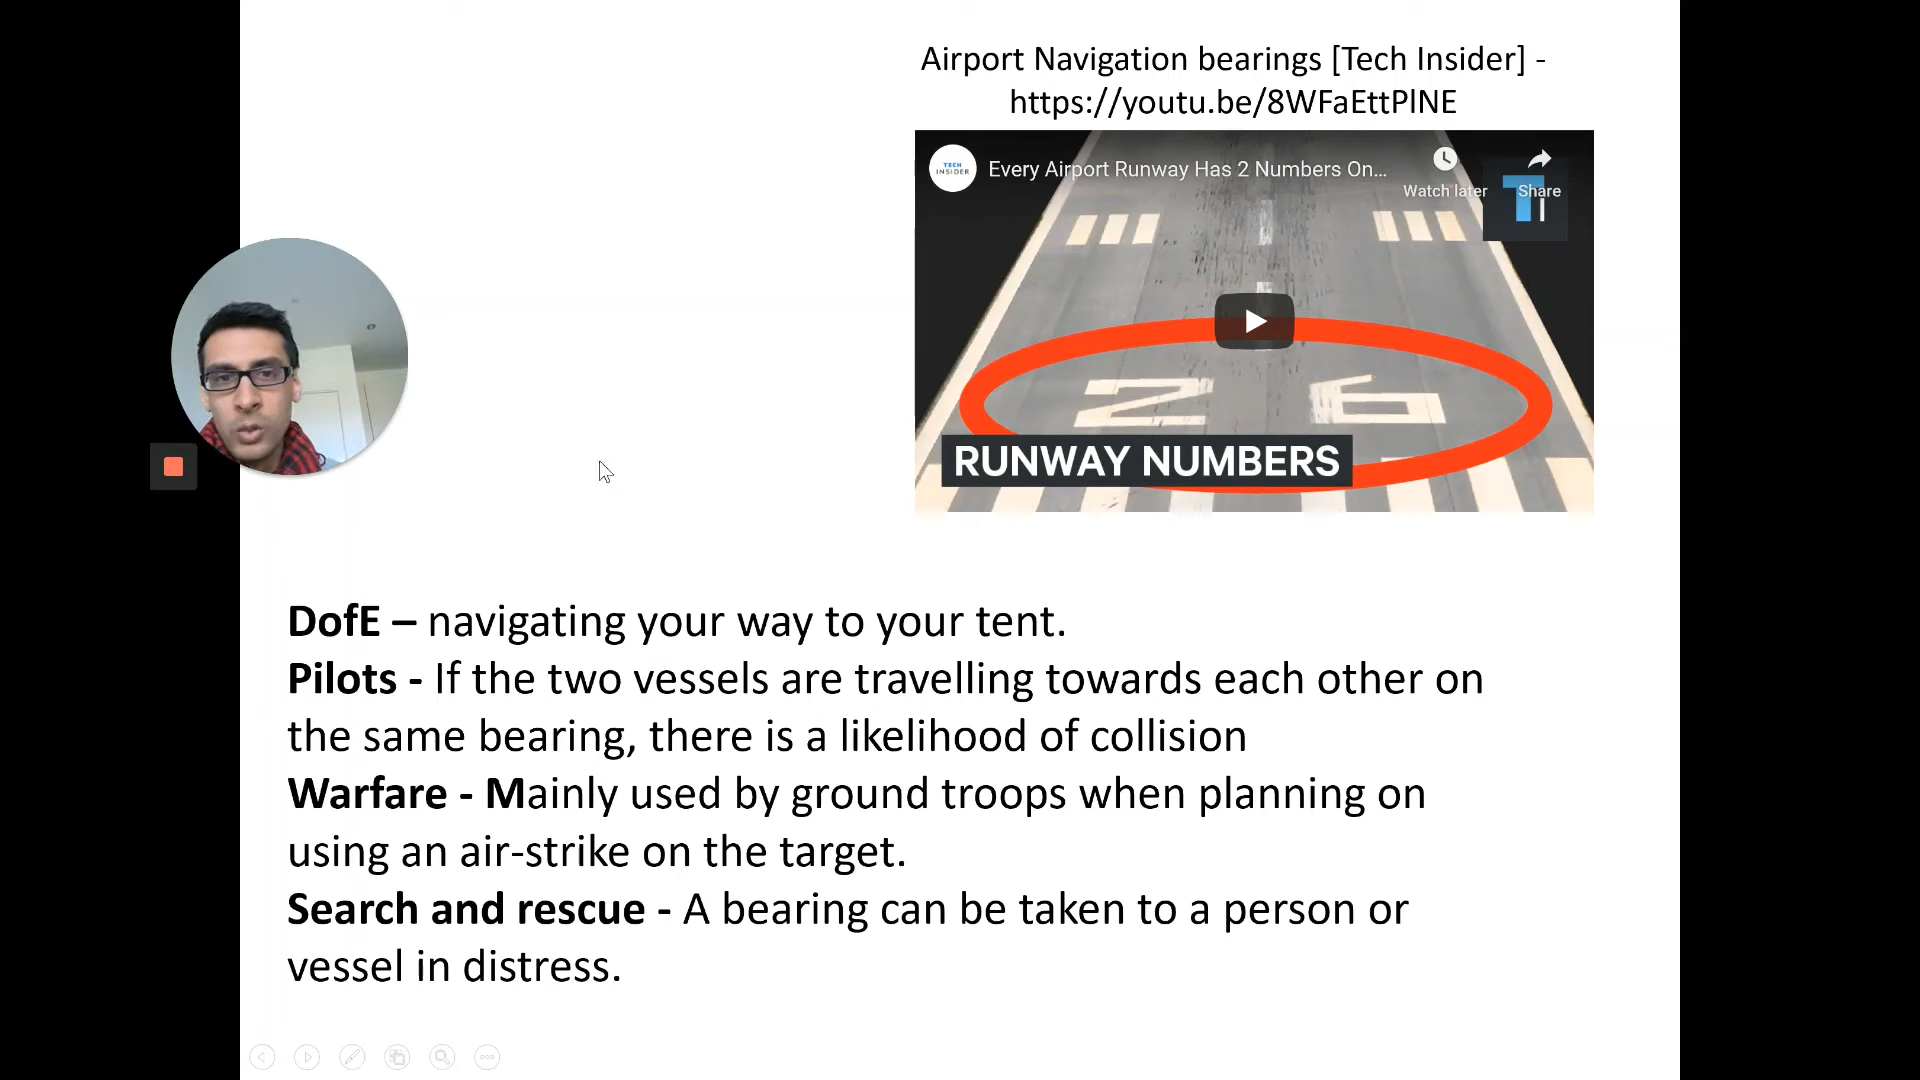 Airport Navigation bearings [Tech Insider] -
https://youtu.be/8WFaEttPlNE
TECH
INSIDER
Every Airport Runway Has 2 Numbers On...
Watch later
Share
TI
26
RUNWAY NUMBERS
DofE – navigating your way to your tent.
Pilots - If the two vessels are travelling towards each other on
the same bearing, there is a likelihood of collision
Warfare - Mainly used by ground troops when planning on
using an air-strike on the target.
Search and rescue - A bearing can be taken to a person or
vessel in distress.